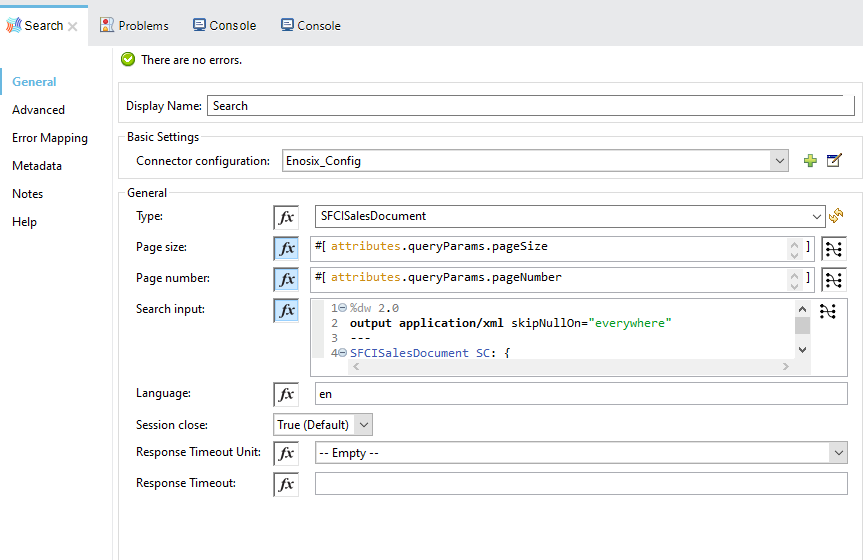 Search Problems Console Console
There are no errors.
General
Advanced
Error Mapping
Metadata
Notes
Help
Display Name: Search
Basic Settings
Connector configuration: Enosix_Config
General
Type: fx SFCISalesDocument
Page size: fx #[ attributes.queryParams.pageSize ]
Page number: fx #[ attributes.queryParams.pageNumber ]
Search input: fx 1 %dw 2.0
2 output application/xml skipNullOn="everywhere"
3 ---
4 SFCISalesDocument SC: {
Language: fx en
Session close: True (Default)
Response Timeout Unit: fx -- Empty --
Response Timeout: fx